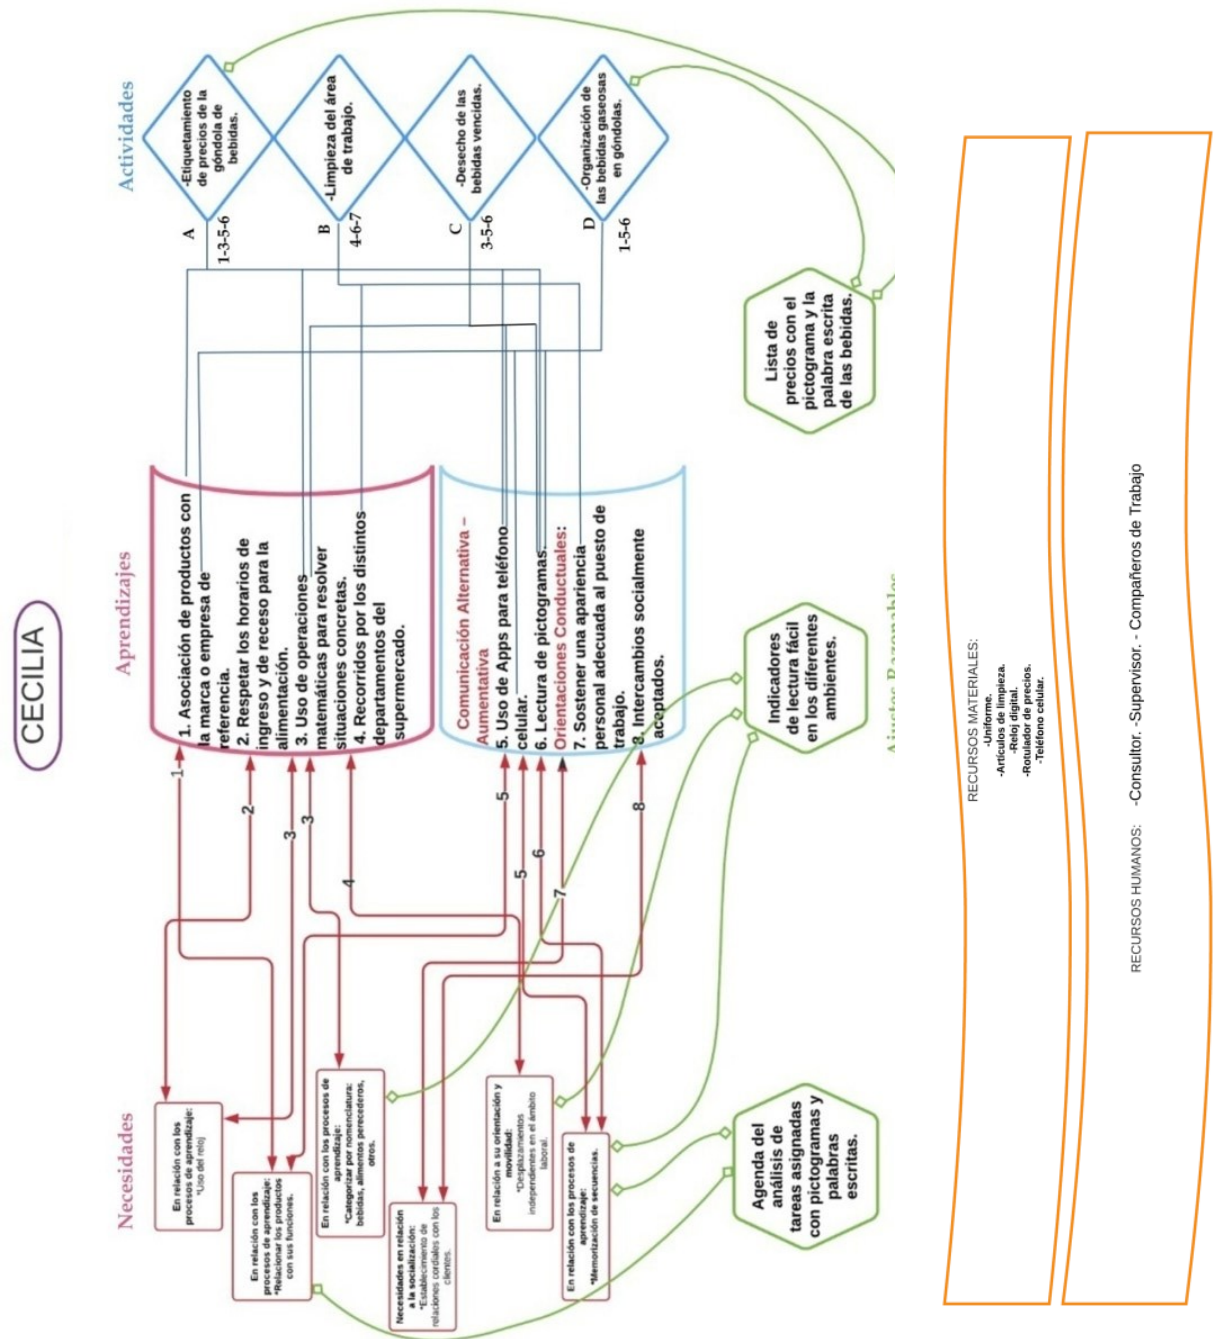 CECILIA
Necesidades
En relación con los
procesos de aprendizaje:
*Uso del reloj
En relación con los
procesos de aprendizaje:
*Relacionar los productos
con sus funciones.
En relación con los procesos de
aprendizaje:
*Categorizar por nomenclatura:
bebidas, alimentos perecederos,
otros.
Necesidades en relación
a la socialización:
*Establecimiento de
relaciones cordiales con los
clientes.
En relación a su orientación y
movilidad:
*Desplazamientos
independientes en el ámbito
laboral.
En relación con los procesos de
aprendizaje:
*Memorización de secuencias.
1
2
3
3
4
5
5
6
7
8
Aprendizajes
1. Asociación de productos con
la marca o empresa de
referencia.
2. Respetar los horarios de
ingreso y de receso para la
alimentación.
3. Uso de operaciones
matemáticas para resolver
situaciones concretas.
4. Recorridos por los distintos
departamentos del
supermercado.
Comunicación Alternativa –
Aumentativa
5. Uso de Apps para teléfono
celular.
6. Lectura de pictogramas.
Orientaciones Conductuales:
7. Sostener una apariencia
personal adecuada al puesto de
trabajo.
8. Intercambios socialmente
aceptados.
Actividades
-Etiquetamiento
de precios de la
góndola de
bebidas.
A
1-3-5-6
-Limpieza del área
de trabajo.
B
4-6-7
-Desecho de las
bebidas vencidas.
C
3-5-6
-Organización de
las bebidas gaseosas
en góndolas.
D
1-5-6
Ajustes Razonables
Agenda del
análisis de
tareas asignadas
con pictogramas y
palabras
escritas.
Indicadores
de lectura fácil
en los diferentes
ambientes.
Lista de
precios con el
pictograma y la
palabra escrita
de las bebidas.
RECURSOS MATERIALES:
-Uniforme.
-Artículos de limpieza.
-Reloj digital.
-Rotulador de precios.
-Teléfono celular.
RECURSOS HUMANOS: -Consultor. -Supervisor. - Compañeros de Trabajo